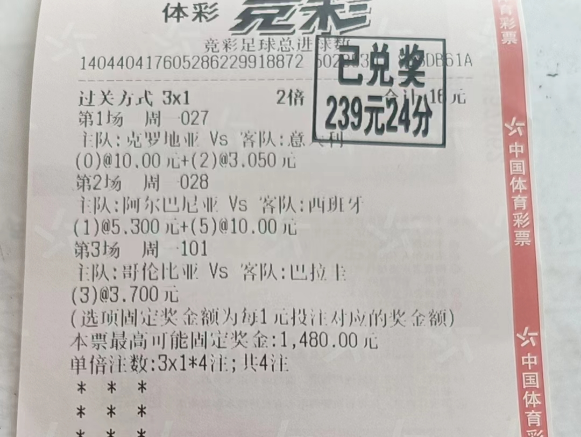 体彩 竞彩
竞彩足球总进球数
140440417605286229918872
已兑奖
239元24分
过关方式 3x1 2倍 合计 16元
第1场 周一027
主队:克罗地亚 Vs 客队:意大利
(0)@10.00元+(2)@3.050元
第2场 周一028
主队:阿尔巴尼亚 Vs 客队:西班牙
(1)@5.300元+(5)@10.00元
第3场 周一101
主队:哥伦比亚 Vs 客队:巴拉圭
(3)@3.700元
(选项固定奖金额为每1元投注对应的奖金额)
本票最高可能固定奖金:1,480.00元
单倍注数:3x1*4注;共4注
* * *
* * *
* * *
体育彩票
中国体育彩票
中国体育彩